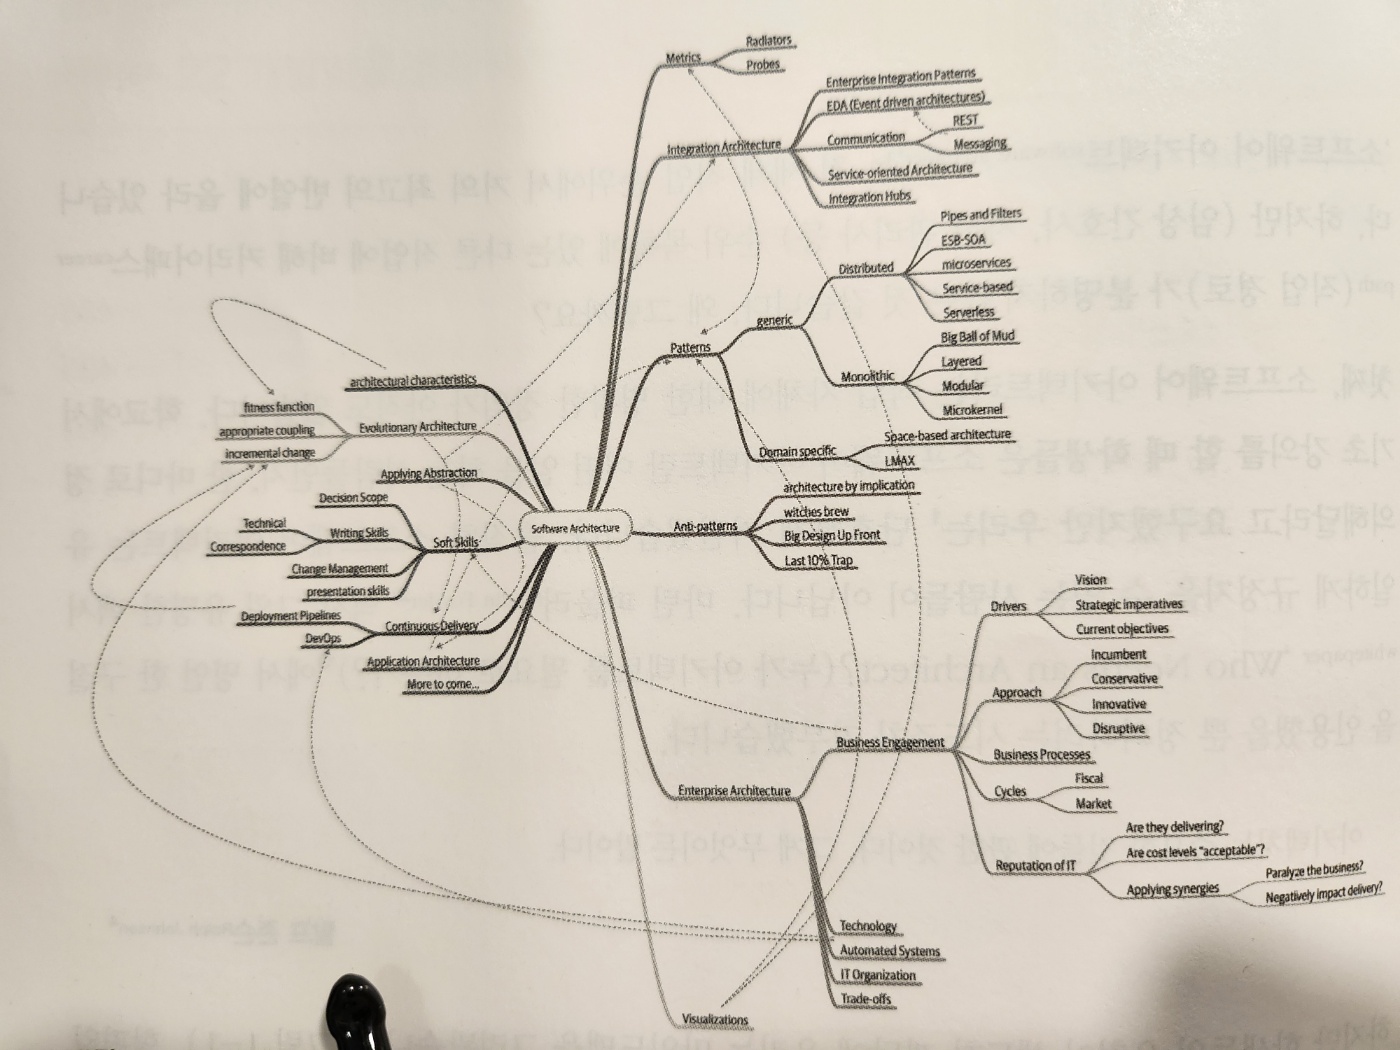 Metrics
Radiators
Probes
Integration Architecture
Enterprise Integration Patterns
EDA (Event driven architectures)
Communication
REST
Messaging
Service-oriented Architecture
Integration Hubs
Patterns
generic
Distributed
Pipes and Filters
ESB-SOA
microservices
Service-based
Serverless
Monolithic
Big Ball of Mud
Layered
Modular
Microkernel
Domain specific
Space-based architecture
LMAX
Anti-patterns
architecture by implication
witches brew
Big Design Up Front
Last 10% Trap
Software Architecture
architectural characteristics
Evolutionary Architecture
fitness function
appropriate coupling
incremental change
Applying Abstraction
Soft Skills
Decision Scope
Writing Skills
Technical
Correspondence
Change Management
presentation skills
Continuous Delivery
Deployment Pipelines
DevOps
Application Architecture
More to come...
Enterprise Architecture
Business Engagement
Drivers
Vision
Strategic imperatives
Current objectives
Approach
Incumbent
Conservative
Innovative
Disruptive
Business Processes
Cycles
Fiscal
Market
Reputation of IT
Are they delivering?
Are cost levels "acceptable"?
Applying synergies
Paralyze the business?
Negatively impact delivery?
Technology
Automated Systems
IT Organization
Trade-offs
Visualizations